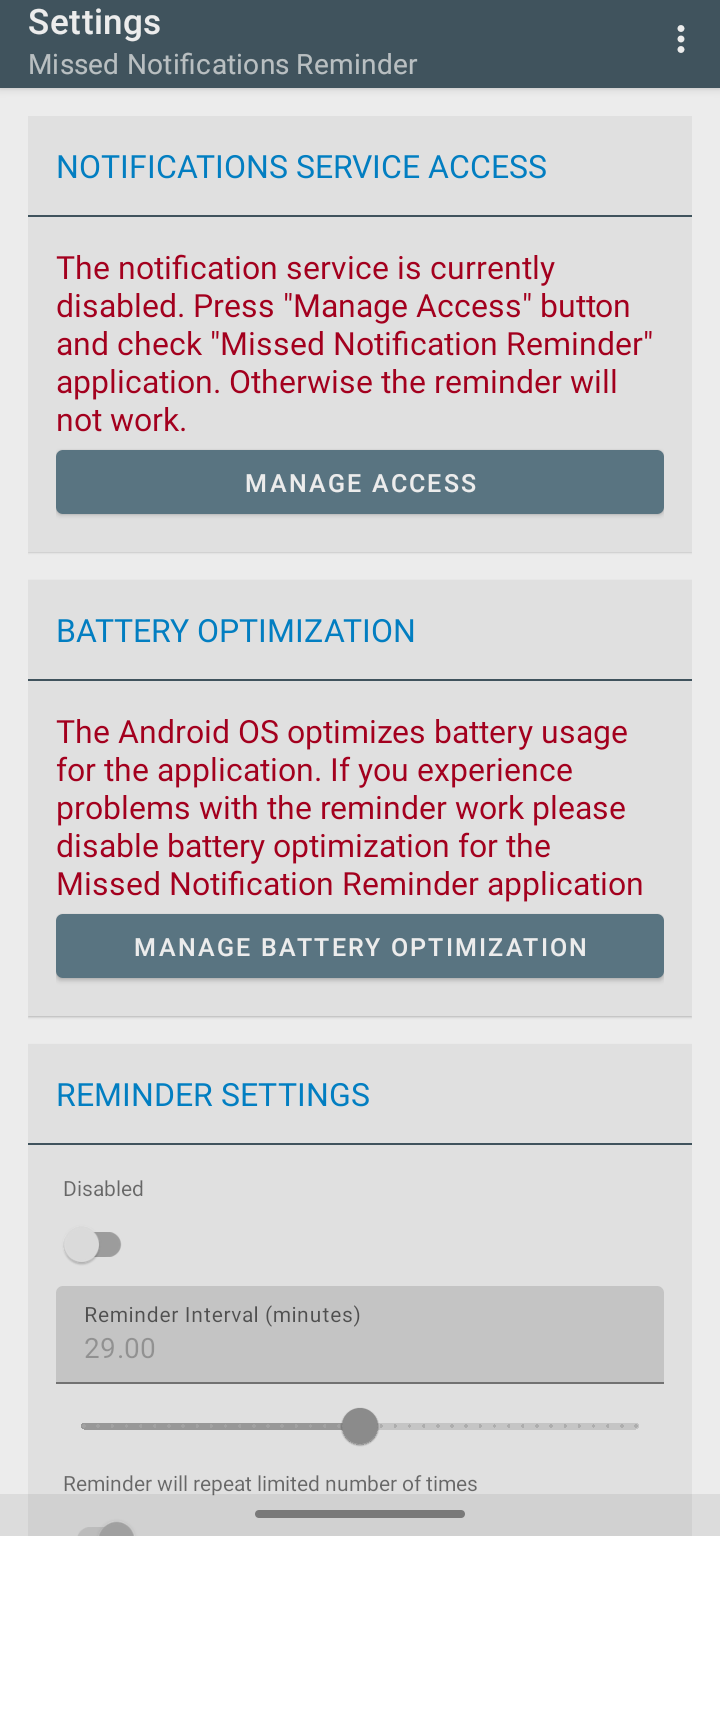 Settings
Missed Notifications Reminder
NOTIFICATIONS SERVICE ACCESS
The notification service is currently
disabled. Press "Manage Access" button
and check "Missed Notification Reminder"
application. Otherwise the reminder will
not work.
MANAGE ACCESS
BATTERY OPTIMIZATION
The Android OS optimizes battery usage
for the application. If you experience
problems with the reminder work please
disable battery optimization for the
Missed Notification Reminder application
MANAGE BATTERY OPTIMIZATION
REMINDER SETTINGS
Disabled
Reminder Interval (minutes)
29.00
Reminder will repeat limited number of times